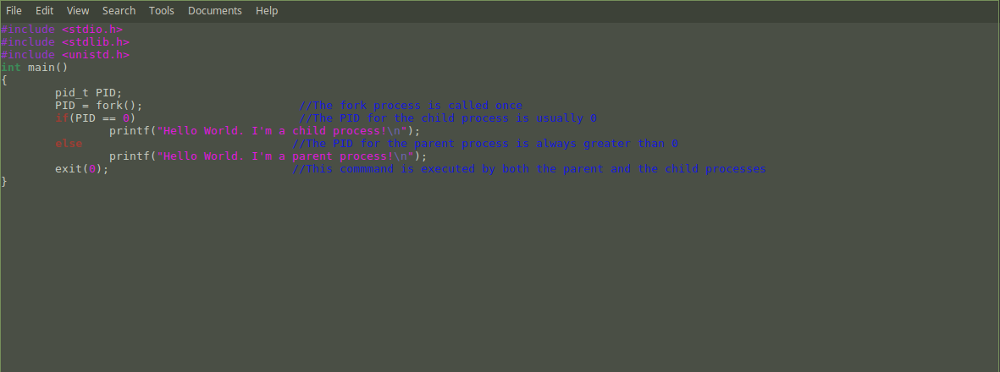 File Edit View Search Tools Documents Help
#include <stdio.h>
#include <stdlib.h>
#include <unistd.h>
int main()
{
        pid_t PID;
        PID = fork();                       //The fork process is called once
        if(PID == 0)                        //The PID for the child process is usually 0
                printf("Hello World. I'm a child process!\n");
        else                               //The PID for the parent process is always greater than 0
                printf("Hello World. I'm a parent process!\n");
        exit(0);                           //This commmand is executed by both the parent and the child processes
}